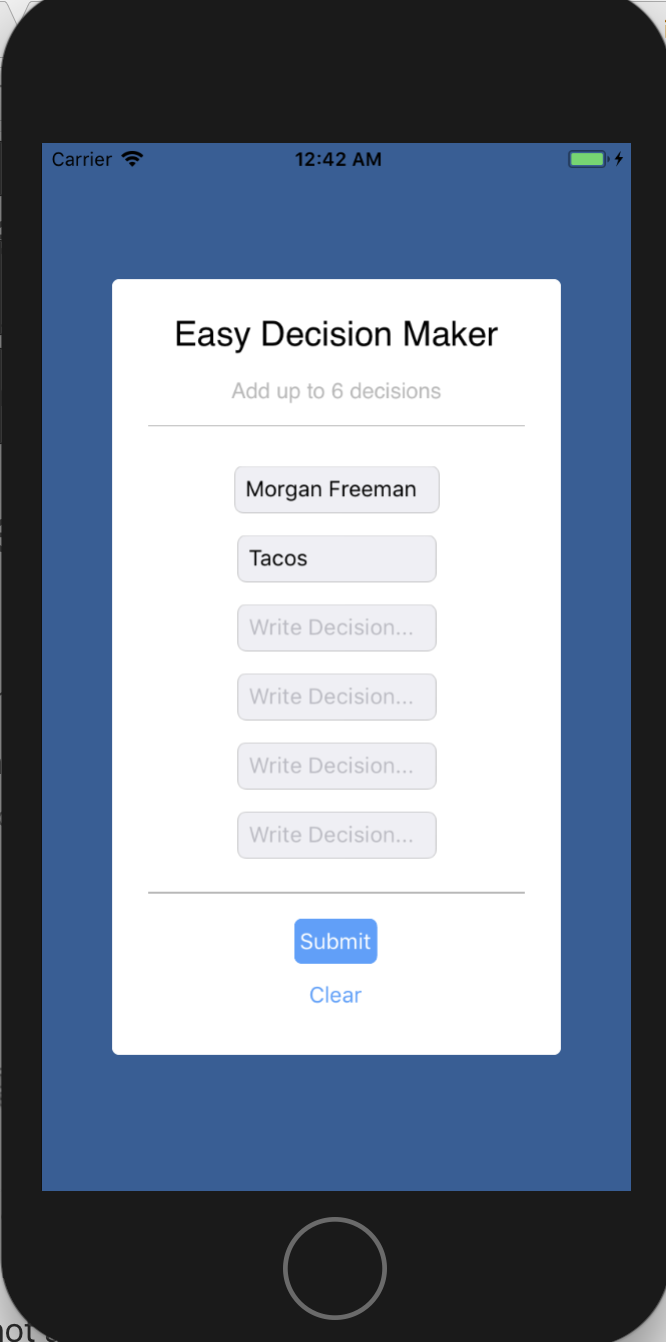 Carrier 12:42 AM
Easy Decision Maker
Add up to 6 decisions
Morgan Freeman
Tacos
Write Decision...
Write Decision...
Write Decision...
Write Decision...
Submit
Clear